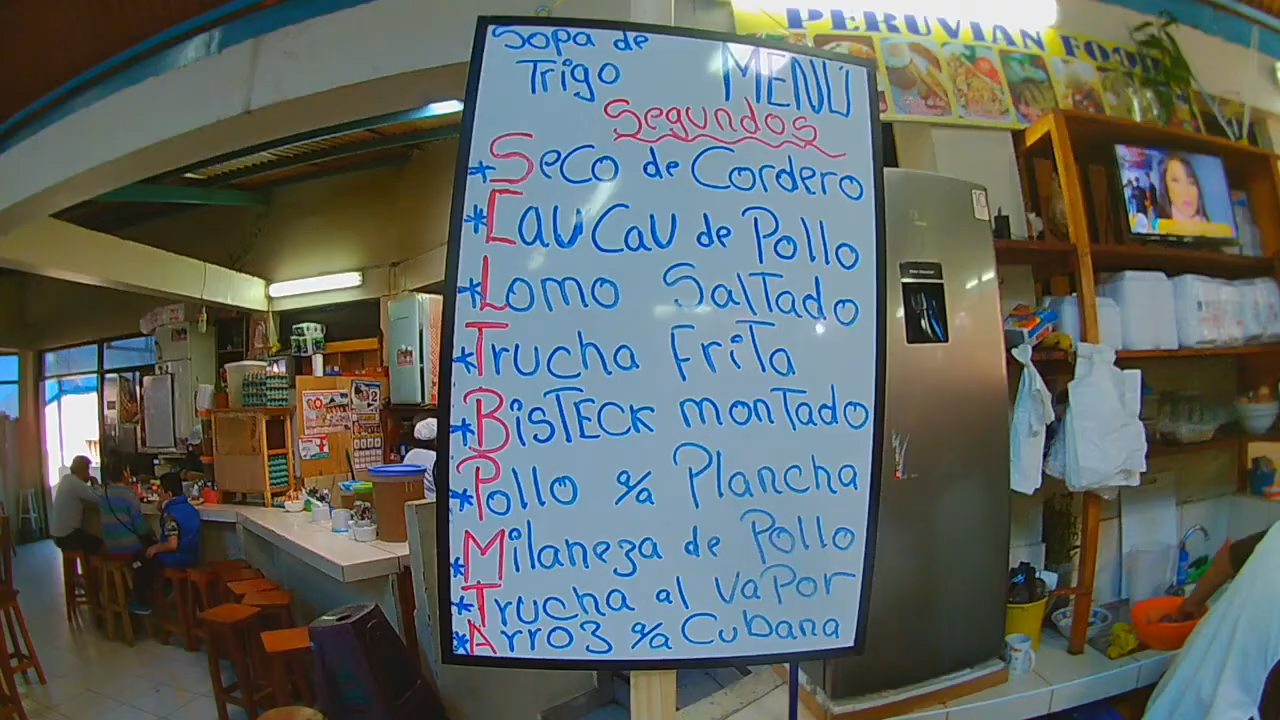 Sopa de
Trigo
MENÚ
Segundos
*Seco de Cordero
*Cau Cau de Pollo
*Lomo SalTado
*Trucha FriTa
*BisTECK monTado
*Pollo %a Plancha
*Milaneza de Pollo
*Trucha al vaPor
*Arroz %a Cubana
PERUVIAN FOOD